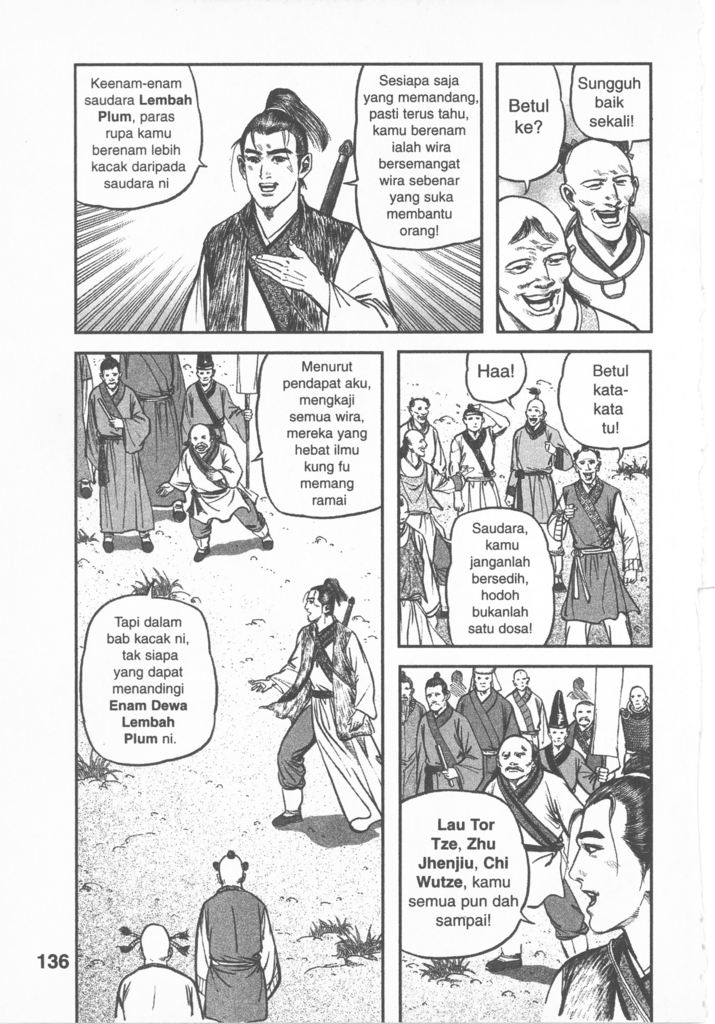 Keenam-enam
saudara Lembah
Plum, paras
rupa kamu
berenam lebih
kacak daripada
saudara ni
Sesiapa saja
yang memandang,
pasti terus tahu,
kamu berenam
ialah wira
bersemangat
wira sebenar
yang suka
membantu
orang!
Betul
ke?
Sungguh
baik
sekali!
Menurut
pendapat aku,
mengkaji
semua wira,
mereka yang
hebat ilmu
kung fu
memang
ramai
Tapi dalam
bab kacak ni,
tak siapa
yang dapat
menandingi
Enam Dewa
Lembah
Plum ni.
Haa!
Betul
kata-
kata
tu!
Saudara,
kamu
janganlah
bersedih,
hodoh
bukanlah
satu dosa!
Lau Tor
Tze, Zhu
Jhenjiu, Chi
Wutze, kamu
semua pun dah
sampai!
136